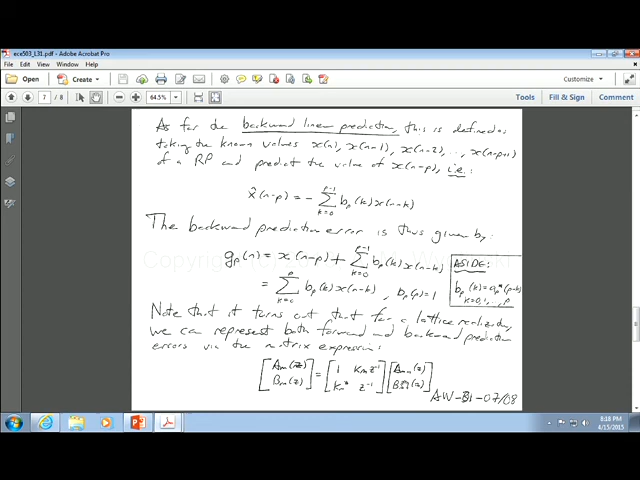 ece503_L31.pdf - Adobe Acrobat Pro
File Edit View Window Help
Open Create Customize
7 / 8 64.5% Tools Fill & Sign Comment
As for the backward linear prediction, this is defined as
taking the known values x(n), x(n-1), x(n-2), ..., x(n-p+1)
of a RP and predict the value of x(n-p), i.e.
x̂(n-p) = - Σ_{k=0}^{p-1} b_p(k) x(n-k)
The backward prediction error is thus given by:
g_p(n) = x(n-p) + Σ_{k=0}^{p-1} b_p(k) x(n-k)
= Σ_{k=0}^{p} b_p(k) x(n-k) , b_p(p) = 1
ASIDE:
b_p(k) = a_p*(p-k)
k=0,1,...,p
Note that it turns out that for a lattice realization,
we can represent both forward and backward prediction
errors via the matrix expression:
[A_m(z) B_m(z)] = [1 K_m z^-1 K_m* z^-1] [A_m-1(z) B_m-1(z)]
AW-31-07/08
8:18 PM
4/15/2015